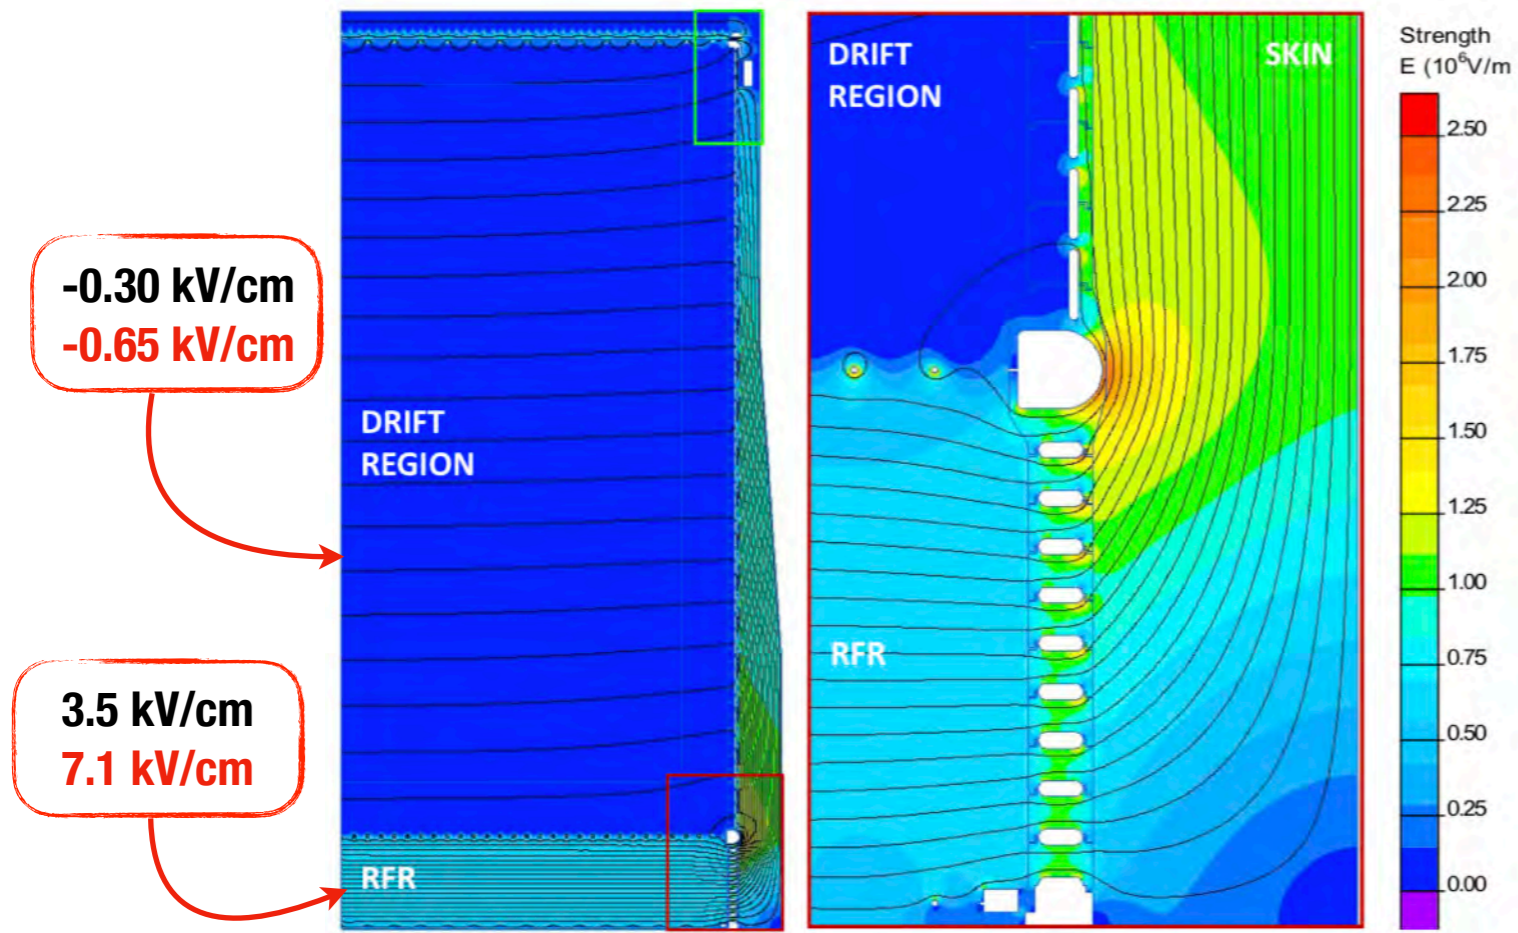 -0.30 kV/cm
-0.65 kV/cm
3.5 kV/cm
7.1 kV/cm
DRIFT
REGION
RFR
DRIFT
REGION
SKIN
RFR
Strength
E (10⁶V/m
2.50
2.25
2.00
1.75
1.50
1.25
1.00
0.75
0.50
0.25
0.00